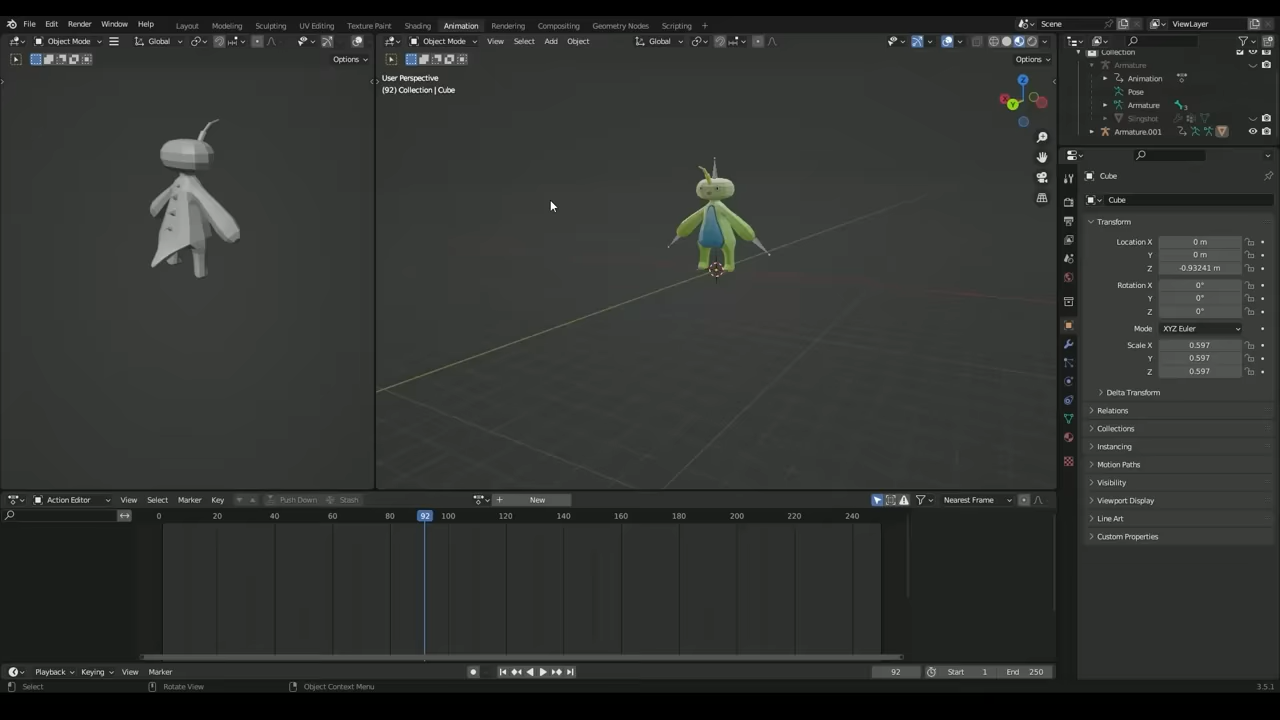 File Edit Render Window Help Layout Modeling Sculpting UV Editing Texture Paint Shading Animation Rendering Compositing Geometry Nodes Scripting + Scene ViewLayer
Object Mode Global Object Mode View Select Add Object Global
Options Options
User Perspective
(92) Collection | Cube
Z
Y
Collection
Armature
Animation
Pose
Armature 3
Slingshot
Armature.001
Cube
Cube
Transform
Location X 0 m
Y 0 m
Z -0.93241 m
Rotation X 0°
Y 0°
Z 0°
Mode XYZ Euler
Scale X 0.597
Y 0.597
Z 0.597
Delta Transform
Relations
Collections
Instancing
Motion Paths
Visibility
Viewport Display
Line Art
Custom Properties
Action Editor View Select Marker Key Push Down Stash + New Nearest Frame
0 20 40 60 80 92 100 120 140 160 180 200 220 240
Playback Keying View Marker 92 Start 1 End 250
Select Rotate View Object Context Menu 3.5.1